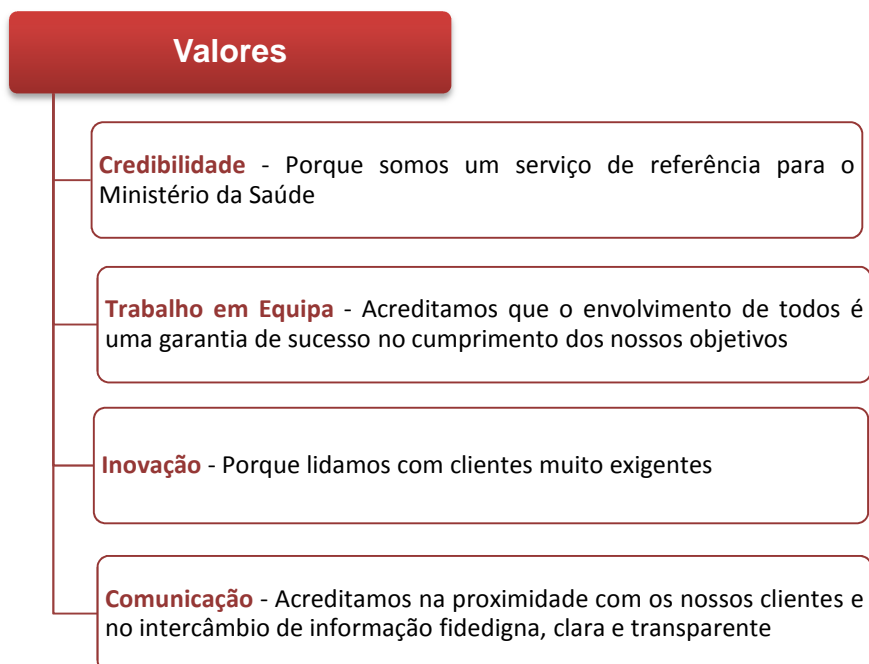 Valores
Credibilidade - Porque somos um serviço de referência para o
Ministério da Saúde
Trabalho em Equipa - Acreditamos que o envolvimento de todos é
uma garantia de sucesso no cumprimento dos nossos objetivos
Inovação - Porque lidamos com clientes muito exigentes
Comunicação - Acreditamos na proximidade com os nossos clientes e
no intercâmbio de informação fidedigna, clara e transparente